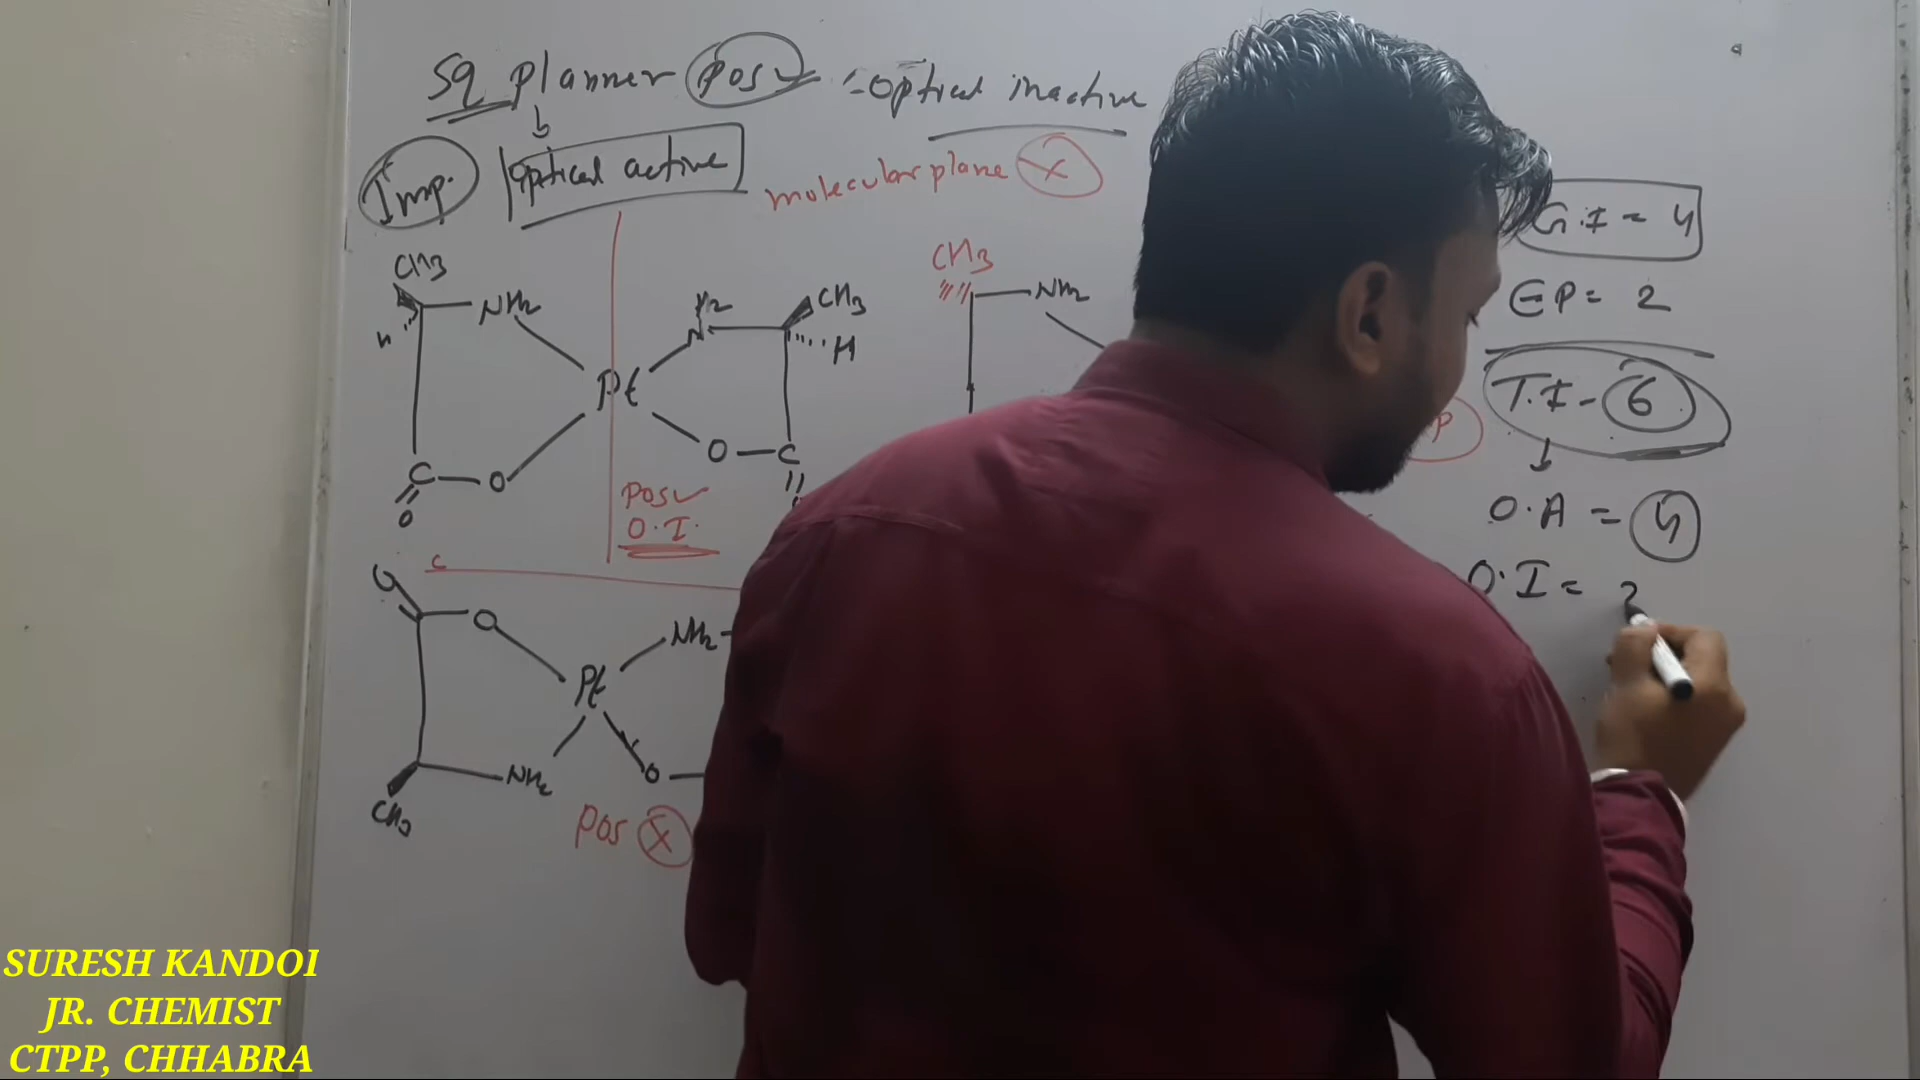 Sq planner pos :- optical inactive
Imp. optical active molecular plane X
G.I = 4
EP = 2
T.I - 6
O.A = 4
O.I = 2
CH3
NH2
H
Pt
H2
N
CH3
H
C
O
O
O
C
POS
O.I.
CH3
NH2
P
C
O
O
Pt
NH2
NH2
O
CH3
POS X
SURESH KANDOI
JR. CHEMIST
CTPP, CHHABRA